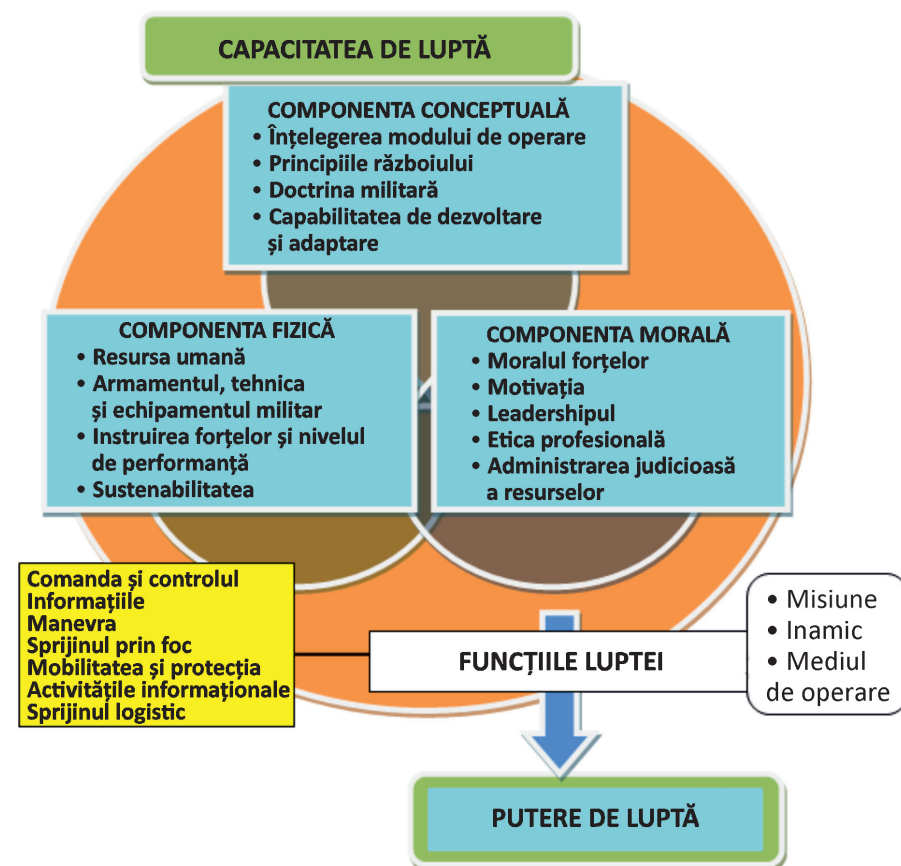 CAPACITATEA DE LUPTĂ
COMPONENTA CONCEPTUALĂ
• Înțelegerea modului de operare
• Principiile războiului
• Doctrina militară
• Capabilitatea de dezvoltare
și adaptare
COMPONENTA FIZICĂ
• Resursa umană
• Armamentul, tehnica
și echipamentul militar
• Instruirea forțelor și nivelul
de performanță
• Sustenabilitatea
COMPONENTA MORALĂ
• Moralul forțelor
• Motivația
• Leadershipul
• Etica profesională
• Administrarea judicioasă
a resurselor
Comanda și controlul
Informațiile
Manevra
Sprijinul prin foc
Mobilitatea și protecția
Activitățile informaționale
Sprijinul logistic
FUNCȚIILE LUPTEI
• Misiune
• Inamic
• Mediul
de operare
PUTERE DE LUPTĂ